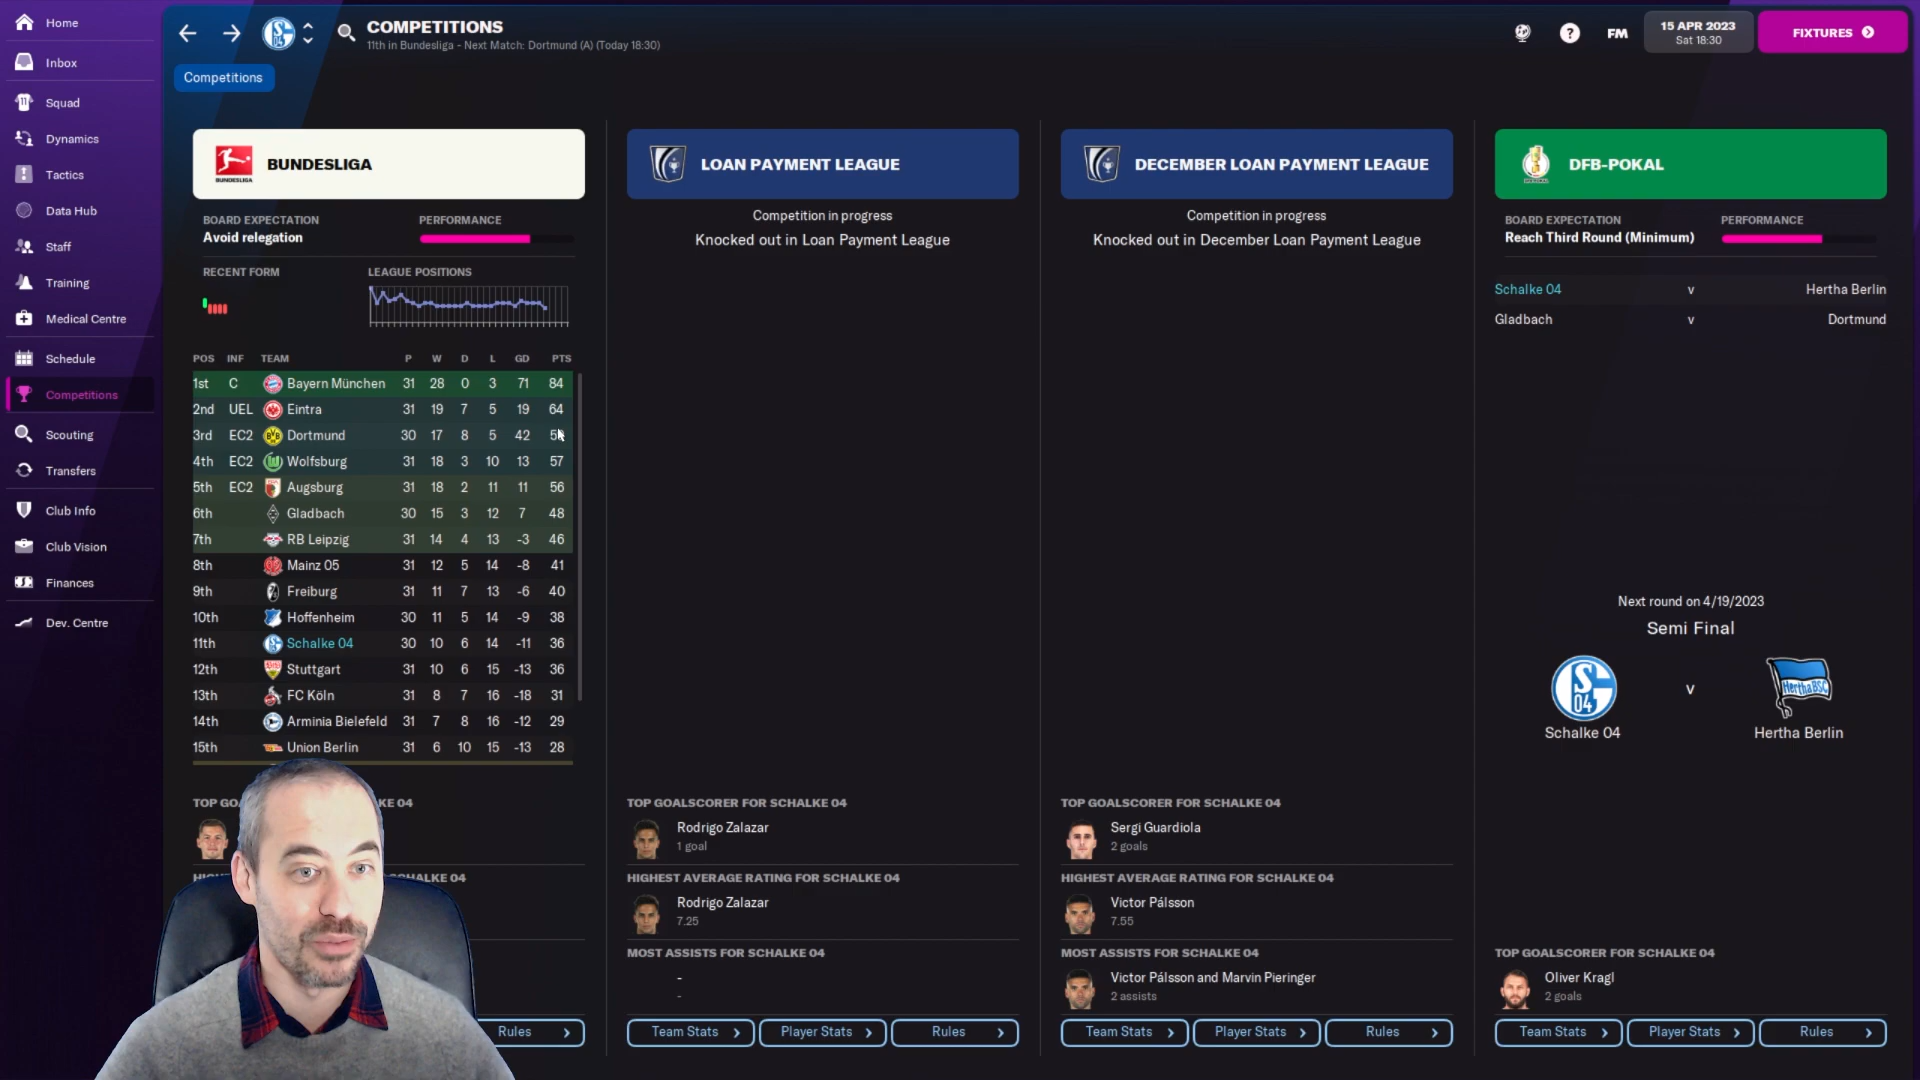 Home
Inbox
Squad
Dynamics
Tactics
Data Hub
Staff
Training
Medical Centre
Schedule
Competitions
Scouting
Transfers
Club Info
Club Vision
Finances
Dev. Centre
COMPETITIONS
11th in Bundesliga - Next Match: Dortmund (A) (Today 18:30)
? FM
15 APR 2023
Sat 18:30
FIXTURES
Competitions
BUNDESLIGA
BUNDESLIGA
BOARD EXPECTATION PERFORMANCE
Avoid relegation
RECENT FORM LEAGUE POSITIONS
POS INF TEAM P W D L GD PTS
1st C Bayern München 31 28 0 3 71 84
2nd UEL Eintra 31 19 7 5 19 64
3rd EC2 Dortmund 30 17 8 5 42
4th EC2 Wolfsburg 31 18 3 10 13 57
5th EC2 Augsburg 31 18 2 11 11 56
6th Gladbach 30 15 3 12 7 48
7th RB Leipzig 31 14 4 13 -3 46
8th Mainz 05 31 12 5 14 -8 41
9th Freiburg 31 11 7 13 -6 40
10th Hoffenheim 30 11 5 14 -9 38
11th Schalke 04 30 10 6 14 -11 36
12th Stuttgart 31 10 6 15 -13 36
13th FC Köln 31 8 7 16 -18 31
14th Arminia Bielefeld 31 7 8 16 -12 29
15th Union Berlin 31 6 10 15 -13 28
TOP GO KE 04
HIGH HALKE 04
Rules
LOAN PAYMENT LEAGUE
Competition in progress
Knocked out in Loan Payment League
TOP GOALSCORER FOR SCHALKE 04
Rodrigo Zalazar
1 goal
HIGHEST AVERAGE RATING FOR SCHALKE 04
Rodrigo Zalazar
7.25
MOST ASSISTS FOR SCHALKE 04
-
-
Team Stats Player Stats Rules
DECEMBER LOAN PAYMENT LEAGUE
Competition in progress
Knocked out in December Loan Payment League
TOP GOALSCORER FOR SCHALKE 04
Sergi Guardiola
2 goals
HIGHEST AVERAGE RATING FOR SCHALKE 04
Victor Pálsson
7.55
MOST ASSISTS FOR SCHALKE 04
Victor Pálsson and Marvin Pieringer
2 assists
Team Stats Player Stats Rules
DFB-POKAL
BOARD EXPECTATION PERFORMANCE
Reach Third Round (Minimum)
Schalke 04 v Hertha Berlin
Gladbach v Dortmund
Next round on 4/19/2023
Semi Final
v
Schalke 04 Hertha Berlin
TOP GOALSCORER FOR SCHALKE 04
Oliver Kragl
2 goals
Team Stats Player Stats Rules